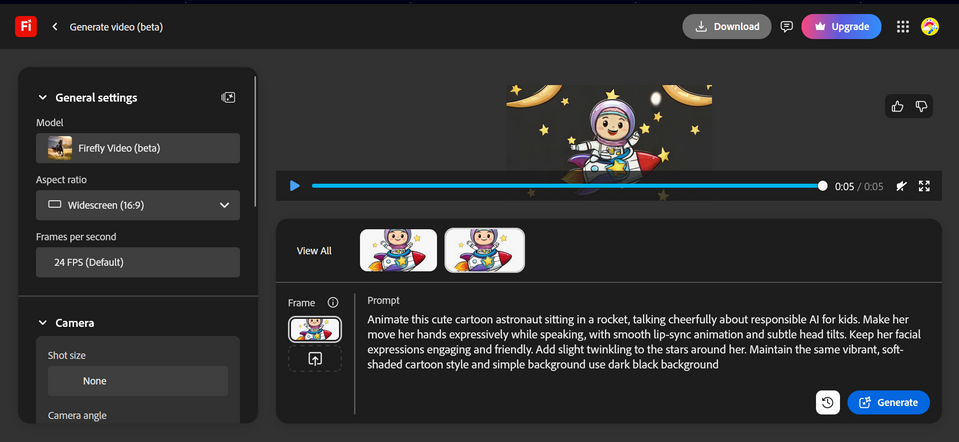 Fi
Generate video (beta)
Download
Upgrade
General settings
Model
Firefly Video (beta)
Aspect ratio
Widescreen (16:9)
Frames per second
24 FPS (Default)
Camera
Shot size
None
Camera angle
0:05 / 0:05
View All
Frame
Prompt
Animate this cute cartoon astronaut sitting in a rocket, talking cheerfully about responsible AI for kids. Make her
move her hands expressively while speaking, with smooth lip-sync animation and subtle head tilts. Keep her facial
expressions engaging and friendly. Add slight twinkling to the stars around her. Maintain the same vibrant, soft-
shaded cartoon style and simple background use dark black background
Generate